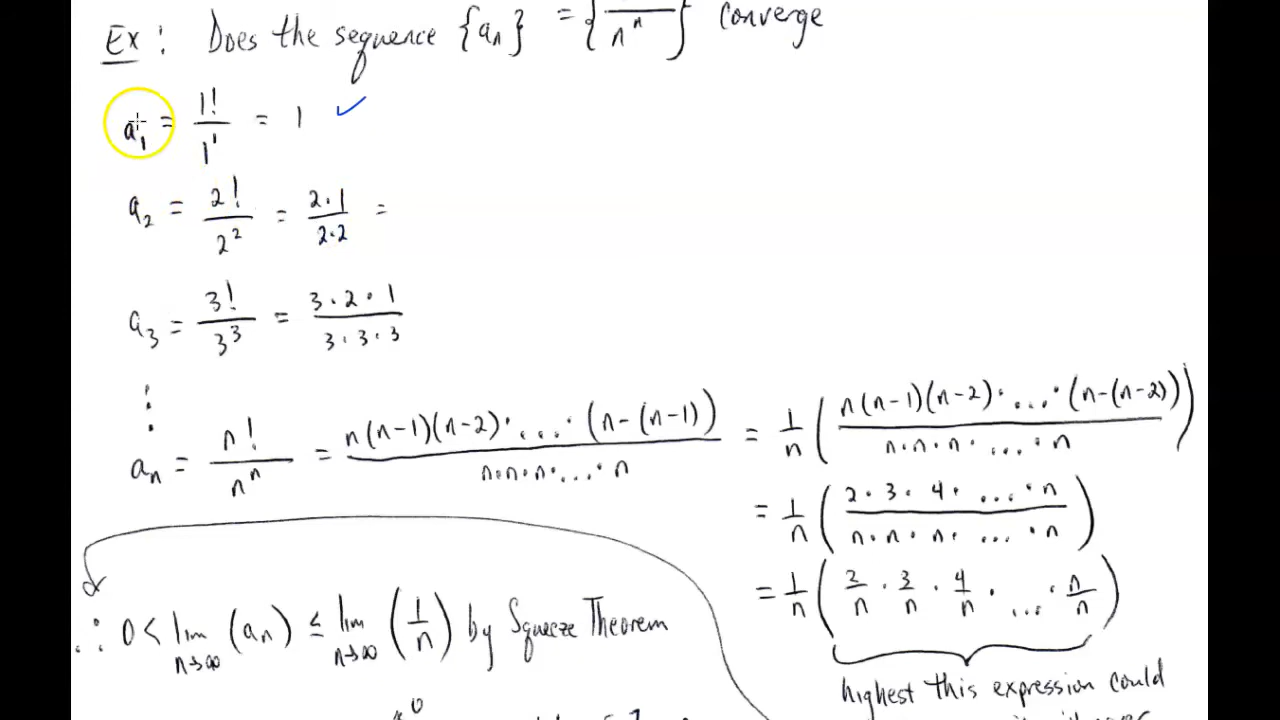 Ex: Does the sequence {aₙ} = { /nⁿ} converge
a₁ = 1!/1¹ = 1 ✓
a₂ = 2!/2² = 2·1/2·2 =
a₃ = 3!/3³ = 3·2·1/3·3·3
⋮
aₙ = n!/nⁿ = n(n-1)(n-2)·...·(n-(n-1))/n·n·n·...·n = 1/n (n(n-1)(n-2)·...·(n-(n-2))/n·n·n·...·n)
= 1/n (2·3·4·...·n/n·n·n·...·n)
= 1/n (2/n · 3/n · 4/n · ... · n/n)
∴ 0 < lim n→∞ (aₙ) ≤ lim n→∞ (1/n) by Squeeze Theorem
highest this expression could